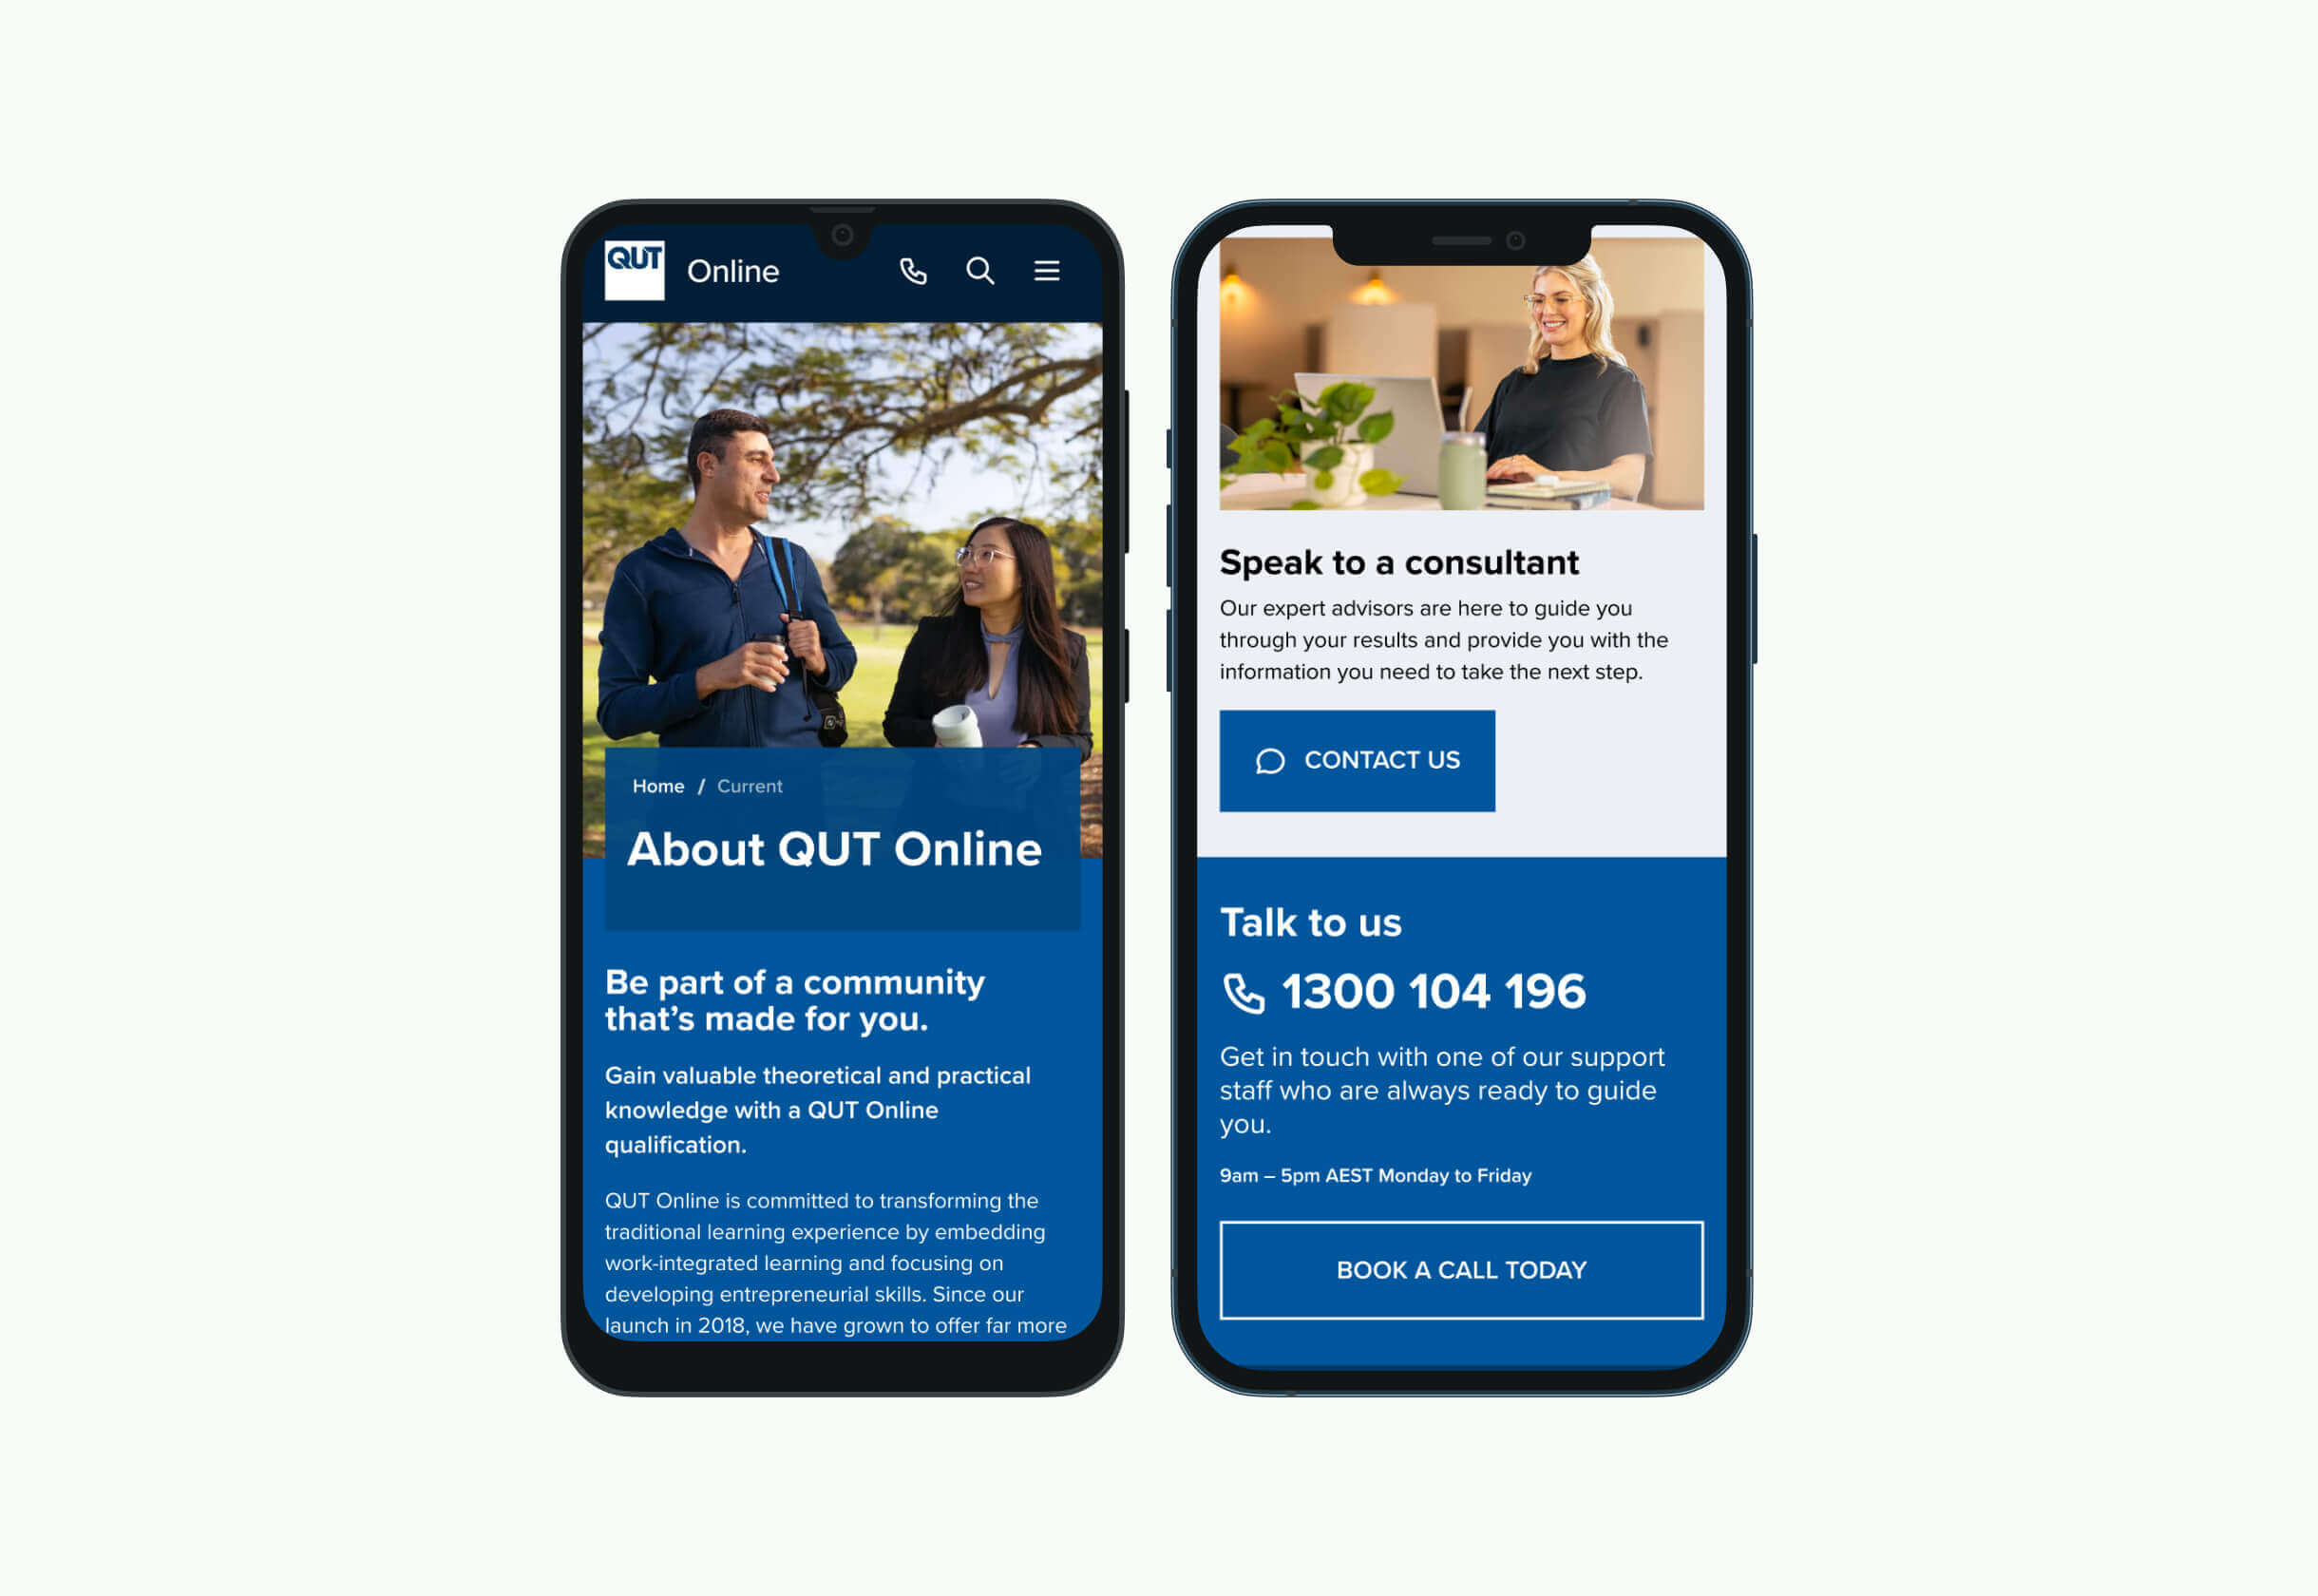 QUT
Online
Home / Current
About QUT Online
Be part of a community
that's made for you.
Gain valuable theoretical and practical
knowledge with a QUT Online
qualification.
QUT Online is committed to transforming the
traditional learning experience by embedding
work-integrated learning and focusing on
developing entrepreneurial skills. Since our
launch in 2018, we have grown to offer far more
Speak to a consultant
Our expert advisors are here to guide you
through your results and provide you with the
information you need to take the next step.
CONTACT US
Talk to us
1300 104 196
Get in touch with one of our support
staff who are always ready to guide
you.
9am – 5pm AEST Monday to Friday
BOOK A CALL TODAY